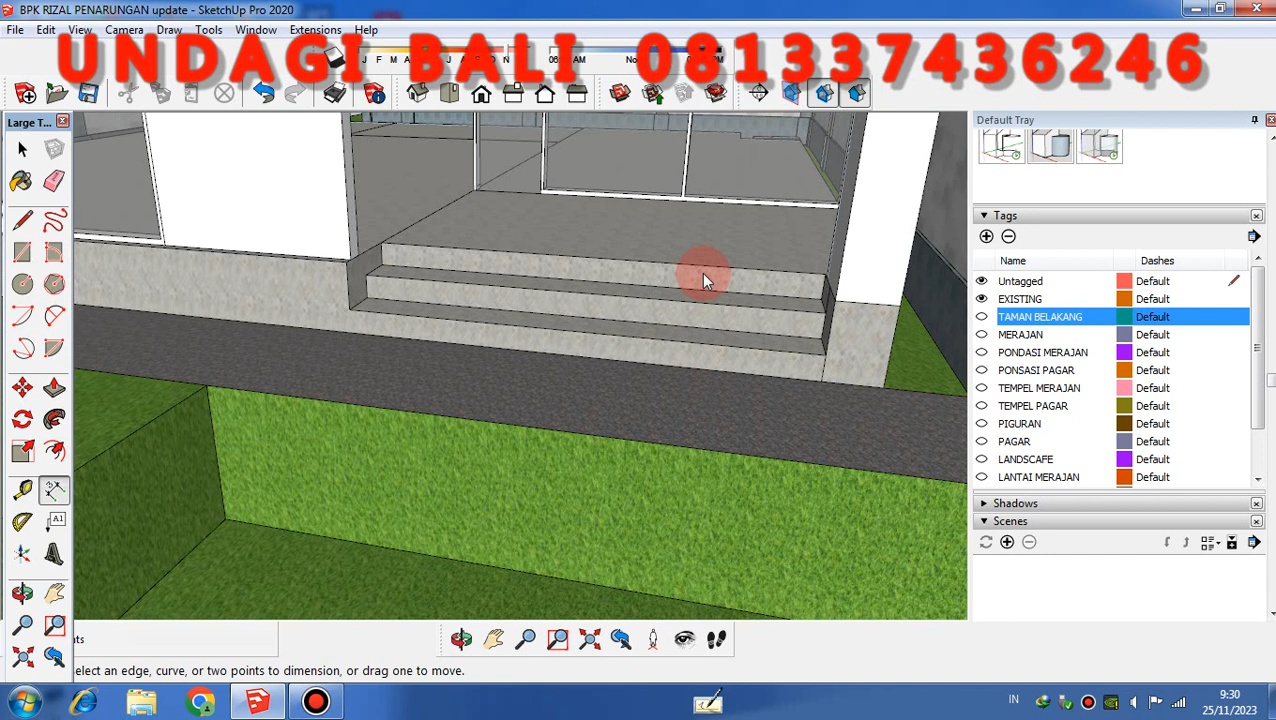 BPK RIZAL PENARUNGAN update - SketchUp Pro 2020
File Edit View Camera Draw Tools Window Extensions Help
UNDAGI BALI 081337436246
J F M A
Large T...
Default Tray
Tags
Name Dashes
Untagged Default
EXISTING Default
TAMAN BELAKANG Default
MERAJAN Default
PONDASI MERAJAN Default
PONSASI PAGAR Default
TEMPEL MERAJAN Default
TEMPEL PAGAR Default
PIGURAN Default
PAGAR Default
LANDSCAFE Default
LANTAI MERAJAN Default
Shadows
Scenes
A1
nts
elect an edge, curve, or two points to dimension, or drag one to move.
IN
9:30
25/11/2023